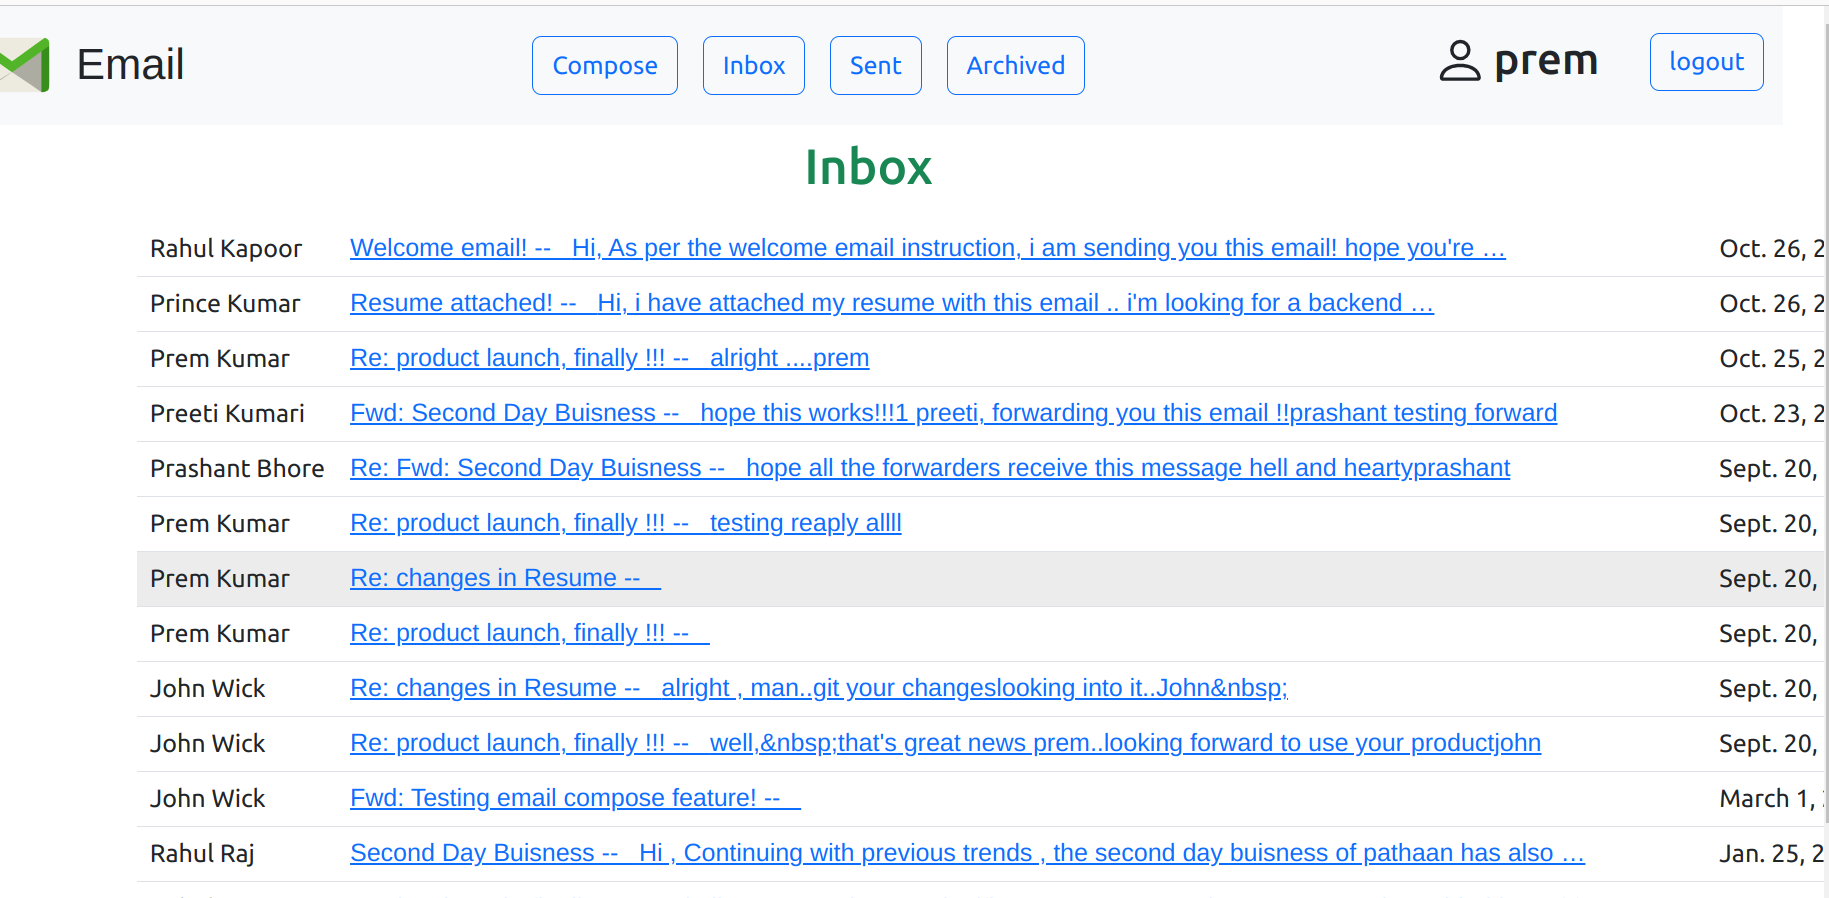 Email Compose Inbox Sent Archived prem logout
Inbox
Rahul Kapoor Welcome email! -- Hi, As per the welcome email instruction, i am sending you this email! hope you're … Oct. 26, 2
Prince Kumar Resume attached! -- Hi, i have attached my resume with this email .. i'm looking for a backend … Oct. 26, 2
Prem Kumar Re: product launch, finally !!! -- alright ....prem Oct. 25, 2
Preeti Kumari Fwd: Second Day Buisness -- hope this works!!!1 preeti, forwarding you this email !!prashant testing forward Oct. 23, 2
Prashant Bhore Re: Fwd: Second Day Buisness -- hope all the forwarders receive this message hell and heartyprashant Sept. 20,
Prem Kumar Re: product launch, finally !!! -- testing reaply allll Sept. 20,
Prem Kumar Re: changes in Resume -- Sept. 20,
Prem Kumar Re: product launch, finally !!! -- Sept. 20,
John Wick Re: changes in Resume -- alright , man..git your changeslooking into it..John&nbsp; Sept. 20,
John Wick Re: product launch, finally !!! -- well,&nbsp;that's great news prem..looking forward to use your productjohn Sept. 20,
John Wick Fwd: Testing email compose feature! -- March 1,
Rahul Raj Second Day Buisness -- Hi , Continuing with previous trends , the second day buisness of pathaan has also … Jan. 25, 2